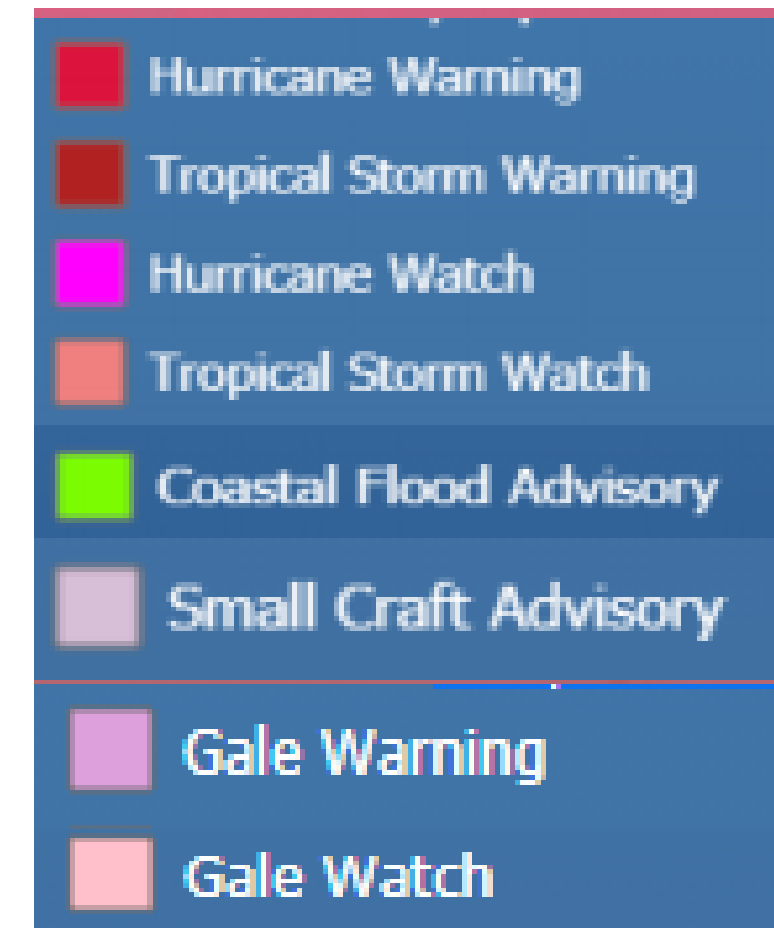 Hurricane Warning
Tropical Storm Warning
Hurricane Watch
Tropical Storm Watch
Coastal Flood Advisory
Small Craft Advisory
Gale Warning
Gale Watch